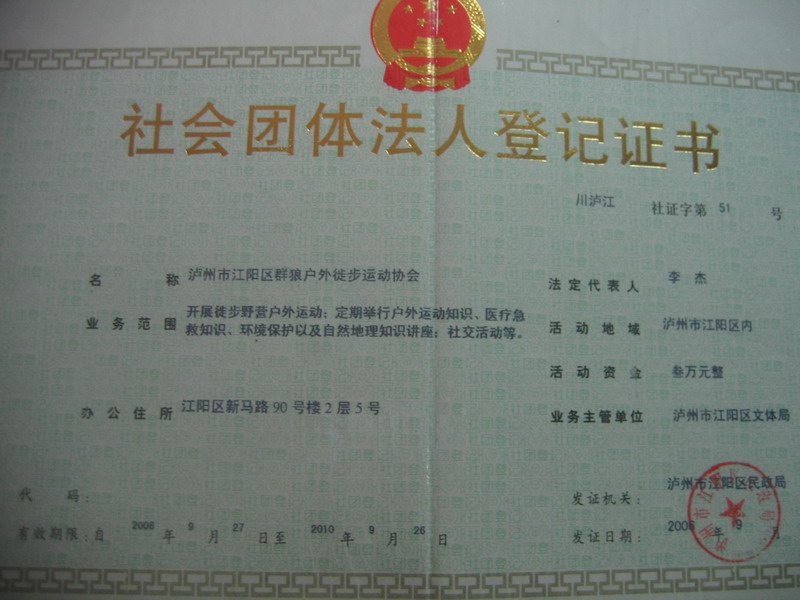 社会团体法人登记证书
川泸江 社证字第 51 号
名称 泸州市江阳区群狼户外徙步运动协会
法定代表人 李杰
业务范围 开展徙步野营户外运动；定期举行户外运动知识、医疗急
救知识、环境保护以及自然地理知识讲座；社交活动等。
活动地域 泸州市江阳区内
活动资金 叁万元整
办公住所 江阳区新马路90号楼2层5号
业务主管单位 泸州市江阳区文体局
代码：
发证机关： 泸州市江阳区民政局
有效期限：自 2006 年 9 月 27 日至 2010 年 9 月 26 日
发证日期： 2006 年 9 月